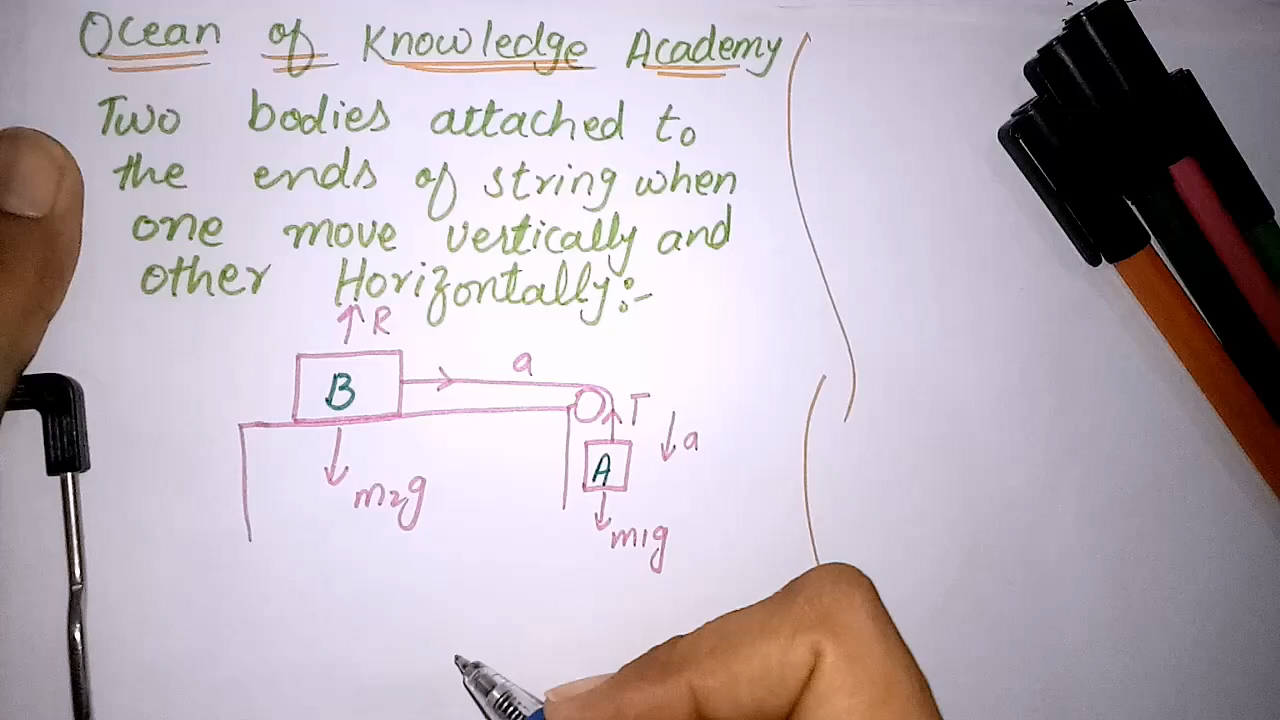 Ocean of Knowledge Academy
Two bodies attached to
the ends of string when
one move vertically and
other Horizontally:-
R
B
a
T
A
a
m2g
m1g